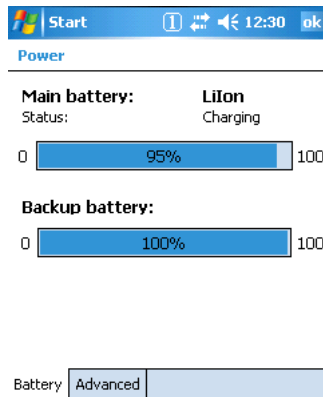 Start 1 12:30 ok
Power
Main battery: LiIon
Status: Charging
0 95% 100
Backup battery:
0 100% 100
Battery Advanced